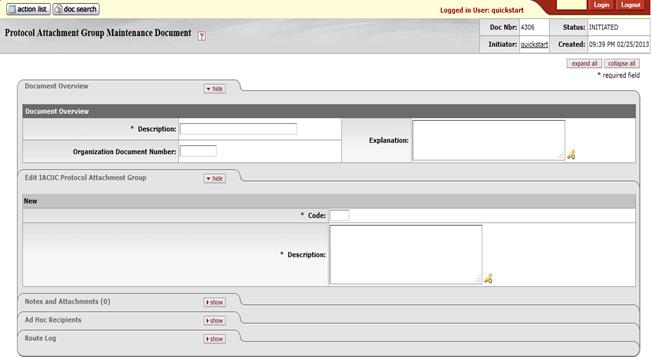 action list doc search
Logged in User: quickstart
Login Logout
Protocol Attachment Group Maintenance Document ?
Doc Nbr: 4306 Status: INITIATED
Initiator: quickstart Created: 09:39 PM 02/25/2013
expand all collapse all
* required field
Document Overview hide
Document Overview
* Description: Explanation:
Organization Document Number:
Edit IACUC Protocol Attachment Group hide
New
* Code:
* Description:
Notes and Attachments (0) show
Ad Hoc Recipients show
Route Log show